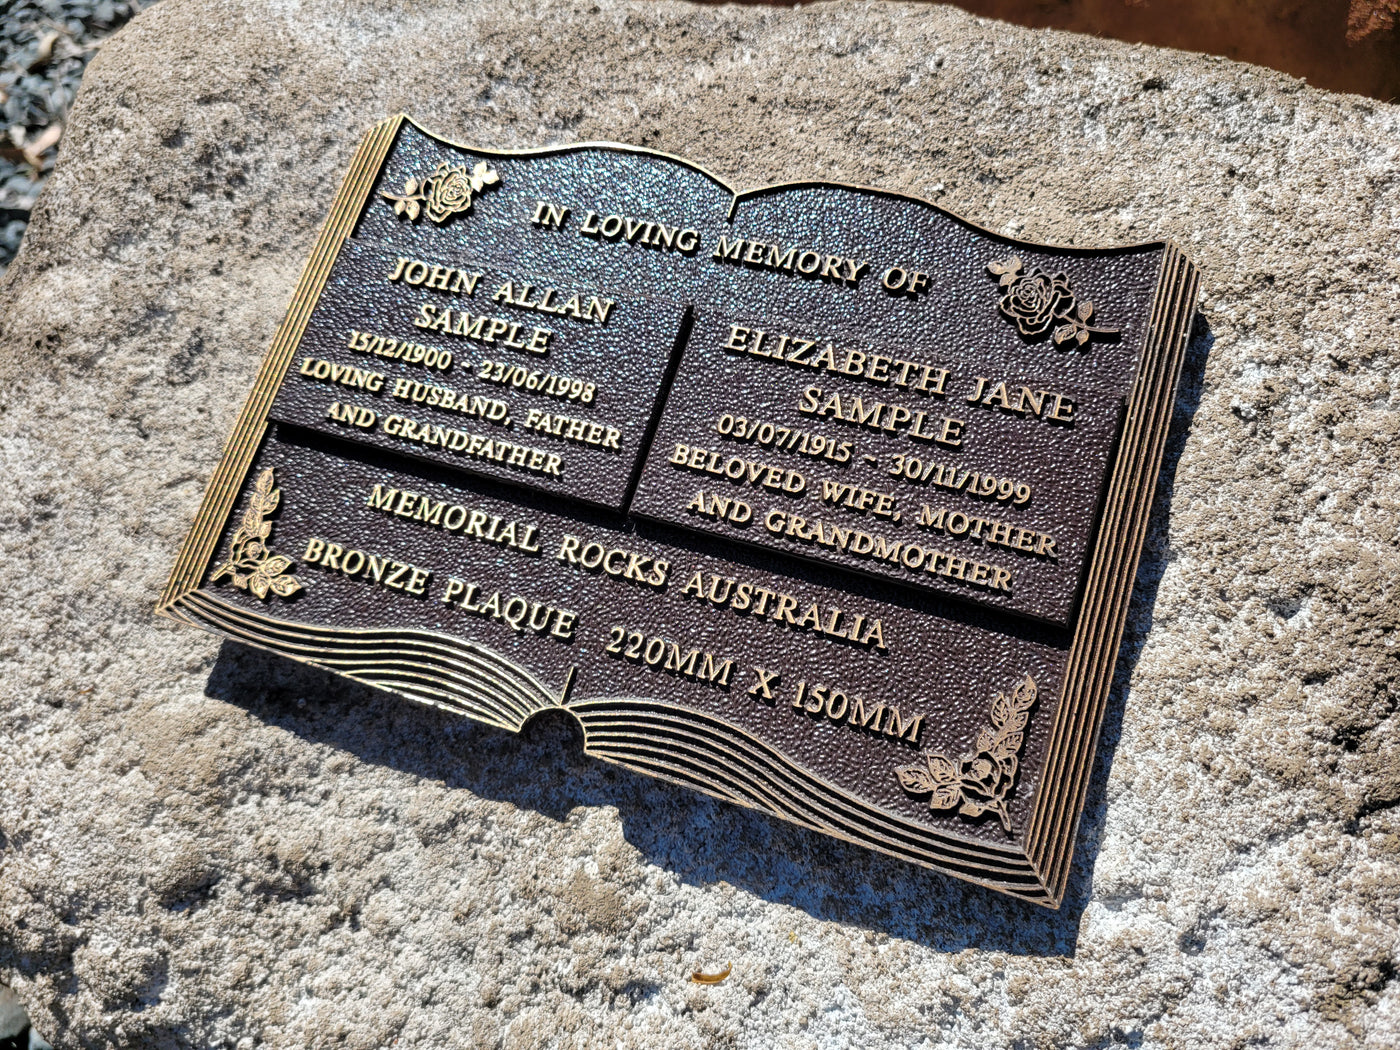 IN LOVING MEMORY OF
JOHN ALLAN
SAMPLE
15/12/1900 - 23/06/1998
LOVING HUSBAND, FATHER
AND GRANDFATHER
ELIZABETH JANE
SAMPLE
03/07/1915 - 30/11/1999
BELOVED WIFE, MOTHER
AND GRANDMOTHER
MEMORIAL ROCKS AUSTRALIA
BRONZE PLAQUE 220MM X 150MM